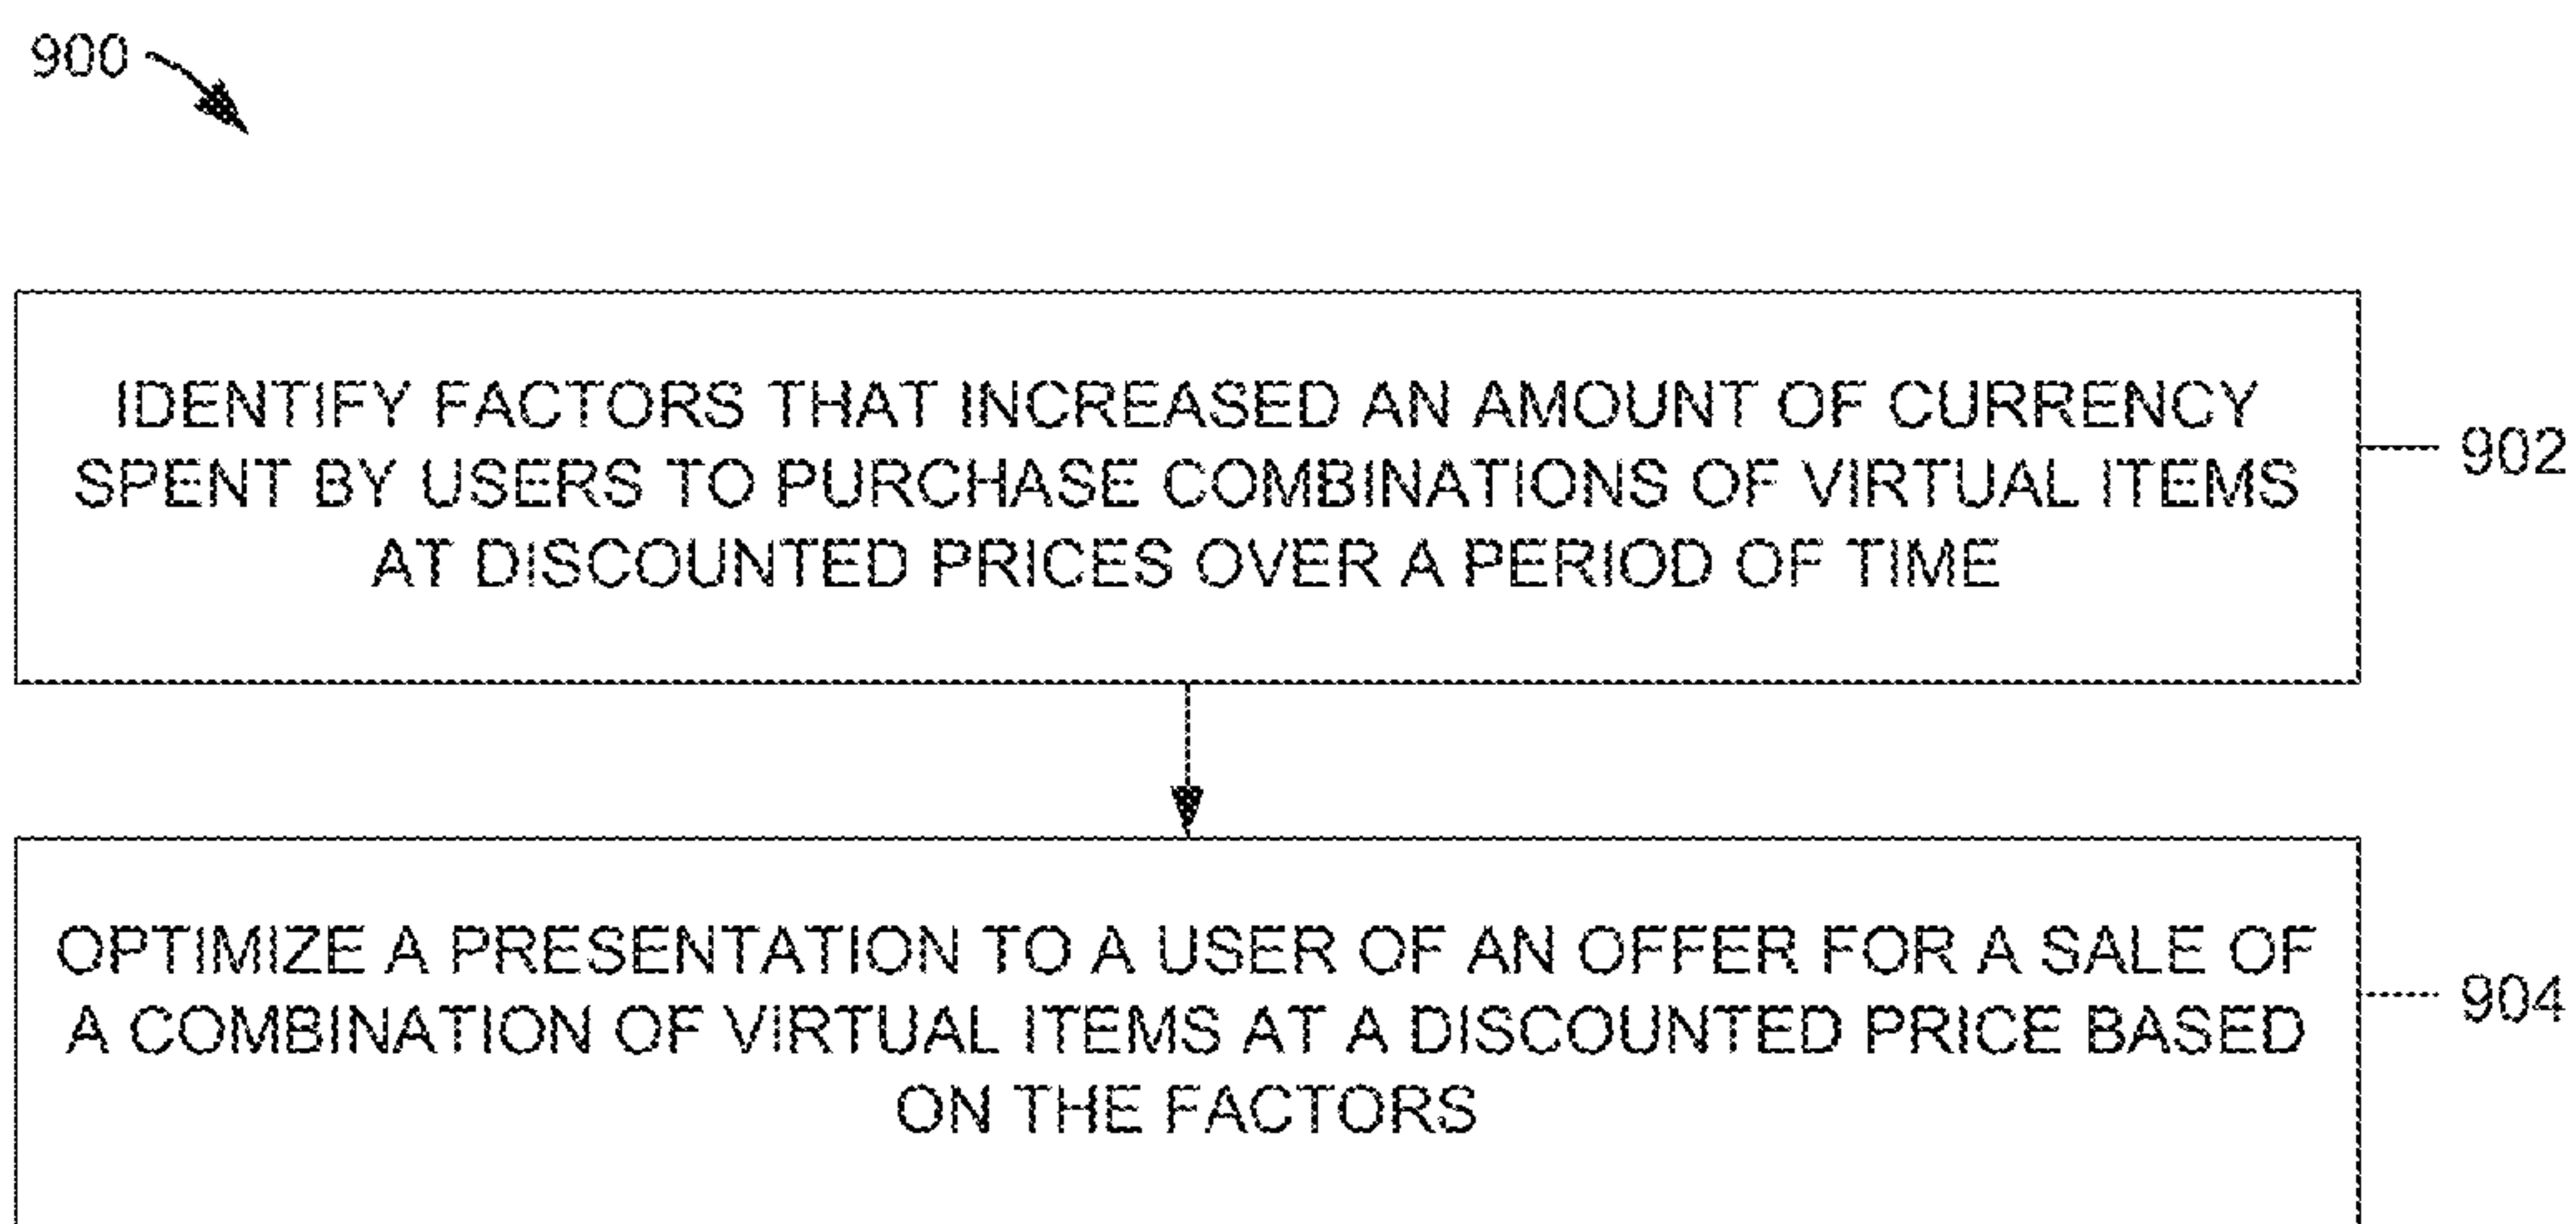 900
IDENTIFY FACTORS THAT INCREASED AN AMOUNT OF CURRENCY
SPENT BY USERS TO PURCHASE COMBINATIONS OF VIRTUAL ITEMS
AT DISCOUNTED PRICES OVER A PERIOD OF TIME
902
OPTIMIZE A PRESENTATION TO A USER OF AN OFFER FOR A SALE OF
A COMBINATION OF VIRTUAL ITEMS AT A DISCOUNTED PRICE BASED
ON THE FACTORS
904